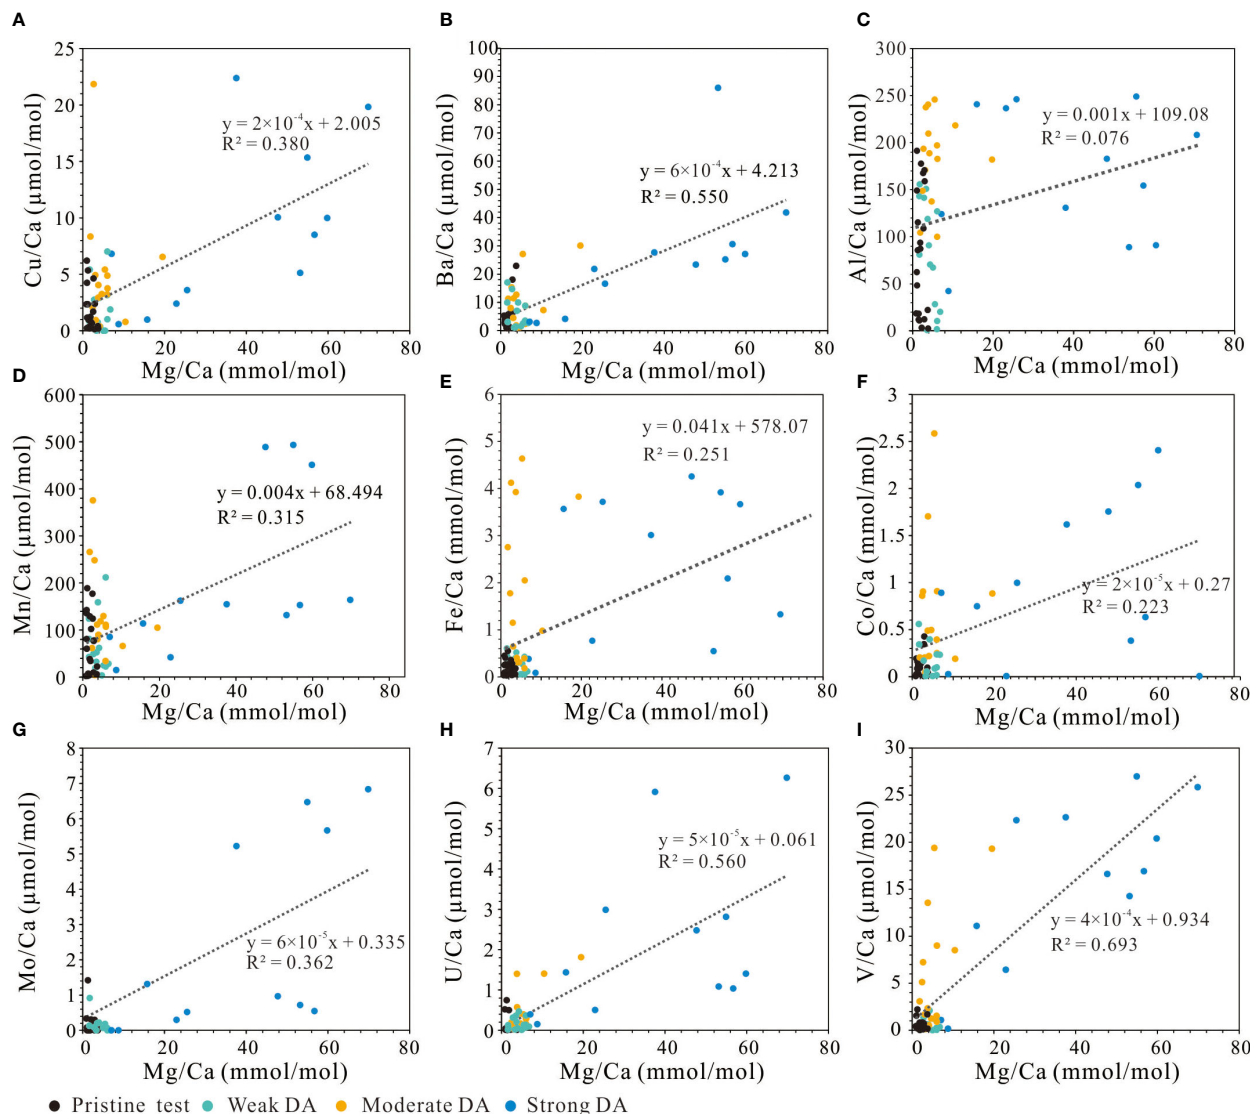 A
B
C
25
20
15
10
5
0
Cu/Ca (μmol/mol)
y = 2×10⁻⁴x + 2.005
R² = 0.380
0 20 40 60 80
Mg/Ca (mmol/mol)
100
90
80
70
60
50
40
30
20
10
0
Ba/Ca (μmol/mol)
y = 6×10⁻⁴x + 4.213
R² = 0.550
0 20 40 60 80
Mg/Ca (mmol/mol)
300
250
200
150
100
50
0
Al/Ca (μmol/mol)
y = 0.001x + 109.08
R² = 0.076
0 20 40 60 80
Mg/Ca (mmol/mol)
D
E
F
600
500
400
300
200
100
0
Mn/Ca (μmol/mol)
y = 0.004x + 68.494
R² = 0.315
0 20 40 60 80
Mg/Ca (mmol/mol)
6
5
4
3
2
1
0
Fe/Ca (mmol/mol)
y = 0.041x + 578.07
R² = 0.251
0 20 40 60 80
Mg/Ca (mmol/mol)
3
2.5
2
1.5
1
0.5
0
Co/Ca (mmol/mol)
y = 2×10⁻⁵x + 0.27
R² = 0.223
0 20 40 60 80
Mg/Ca (mmol/mol)
G
H
I
8
7
6
5
4
3
2
1
0
Mo/Ca (μmol/mol)
y = 6×10⁻⁵x + 0.335
R² = 0.362
0 20 40 60 80
Mg/Ca (mmol/mol)
7
6
5
4
3
2
1
0
U/Ca (μmol/mol)
y = 5×10⁻⁵x + 0.061
R² = 0.560
0 20 40 60 80
Mg/Ca (mmol/mol)
30
25
20
15
10
5
0
V/Ca (μmol/mol)
y = 4×10⁻⁴x + 0.934
R² = 0.693
0 20 40 60 80
Mg/Ca (mmol/mol)
Pristine test Weak DA Moderate DA Strong DA